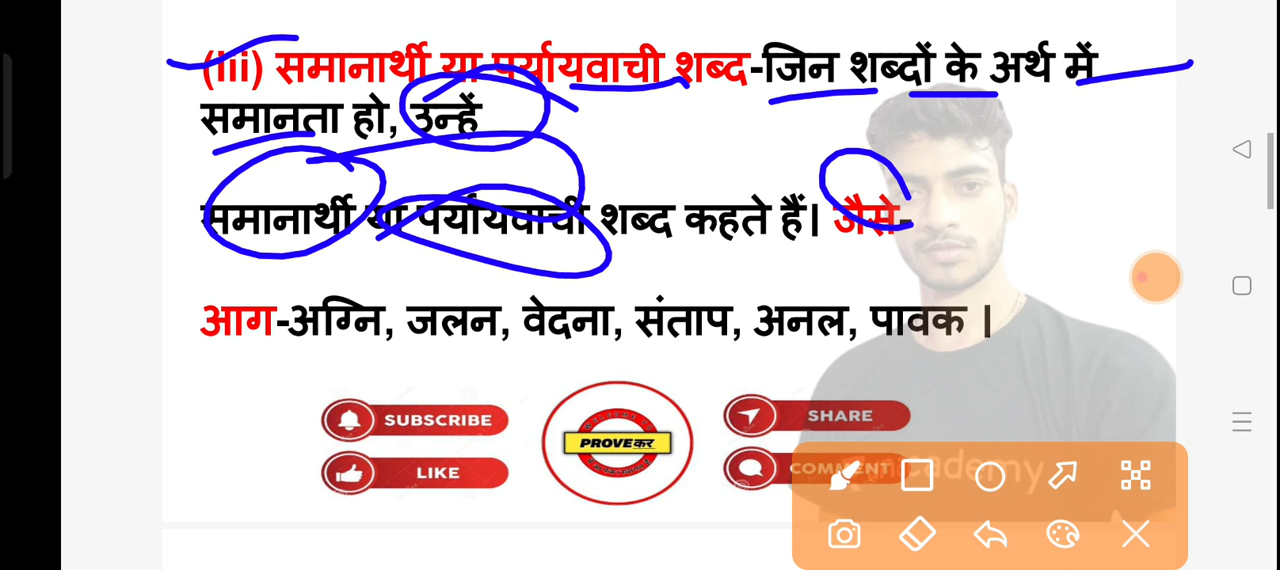 (iii) समानार्थी या पर्यायवाची शब्द-जिन शब्दों के अर्थ में
समानता हो, उन्हें
समानार्थी या पर्यायवाची शब्द कहते हैं। जैसे-
आग-अग्नि, जलन, वेदना, संताप, अनल, पावक ।
SUBSCRIBE
SHARE
PROVEकर
LIKE
COMMENT